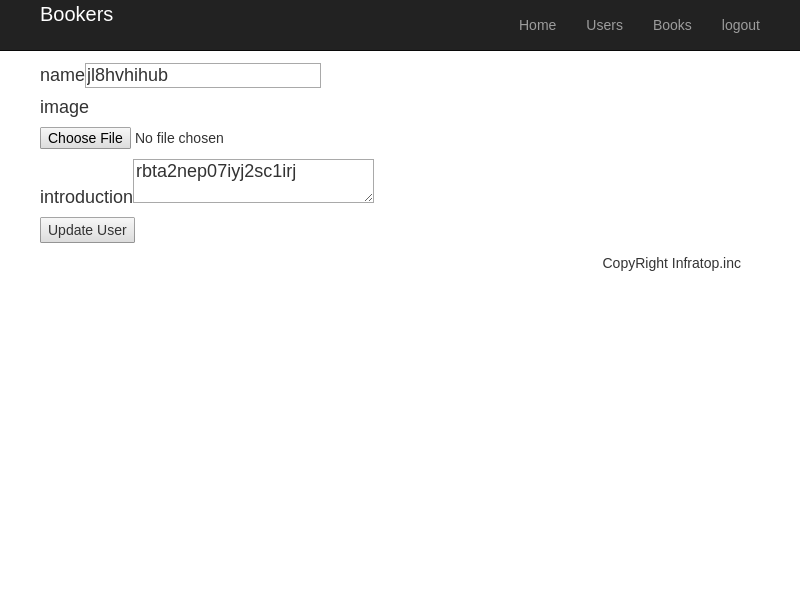 Bookers
Home Users Books logout
name jl8hvhihub
image
Choose File No file chosen
introduction rbta2nep07iyj2sc1irj
Update User
CopyRight Infratop.inc